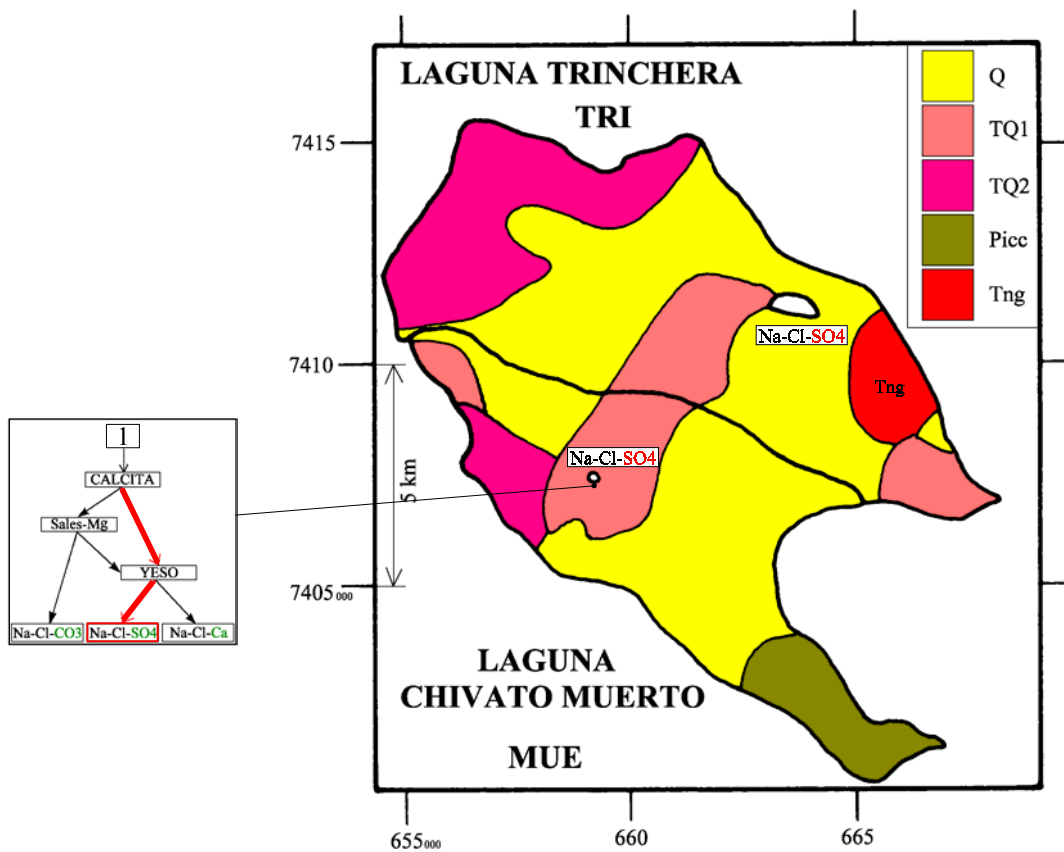 LAGUNA TRINCHERA
TRI
Q
TQ1
TQ2
Picc
Tng
7415
7410
7405000
5 km
Na-Cl-SO4
Tng
Na-Cl-SO4
1
CALCITA
Sales-Mg
YESO
Na-Cl-CO3
Na-Cl-SO4
Na-Cl-Ca
LAGUNA
CHIVATO MUERTO
MUE
655000
660
665